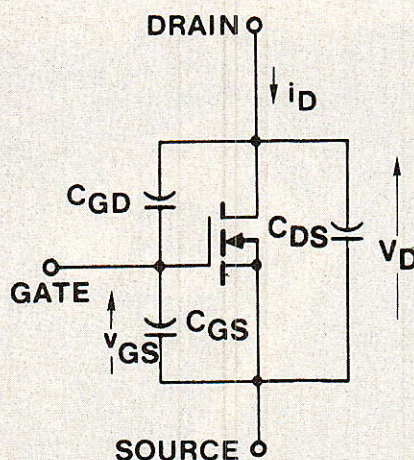 DRAIN
iD
CGD
CDS
VD
GATE
CGS
vGS
SOURCE